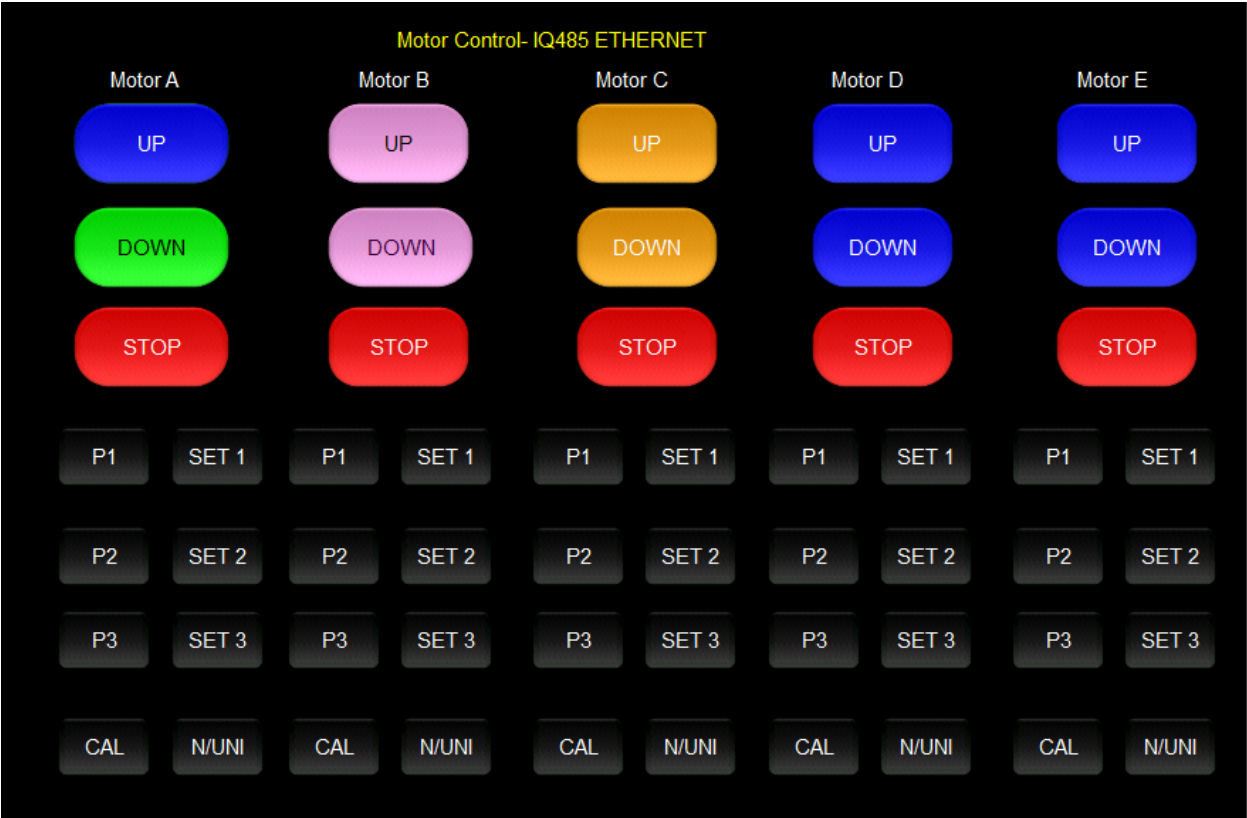 Motor Control- IQ485 ETHERNET
Motor A Motor B Motor C Motor D Motor E
UP UP UP UP UP
DOWN DOWN DOWN DOWN DOWN
STOP STOP STOP STOP STOP
P1 SET 1 P1 SET 1 P1 SET 1 P1 SET 1 P1 SET 1
P2 SET 2 P2 SET 2 P2 SET 2 P2 SET 2 P2 SET 2
P3 SET 3 P3 SET 3 P3 SET 3 P3 SET 3 P3 SET 3
CAL N/UNI CAL N/UNI CAL N/UNI CAL N/UNI CAL N/UNI